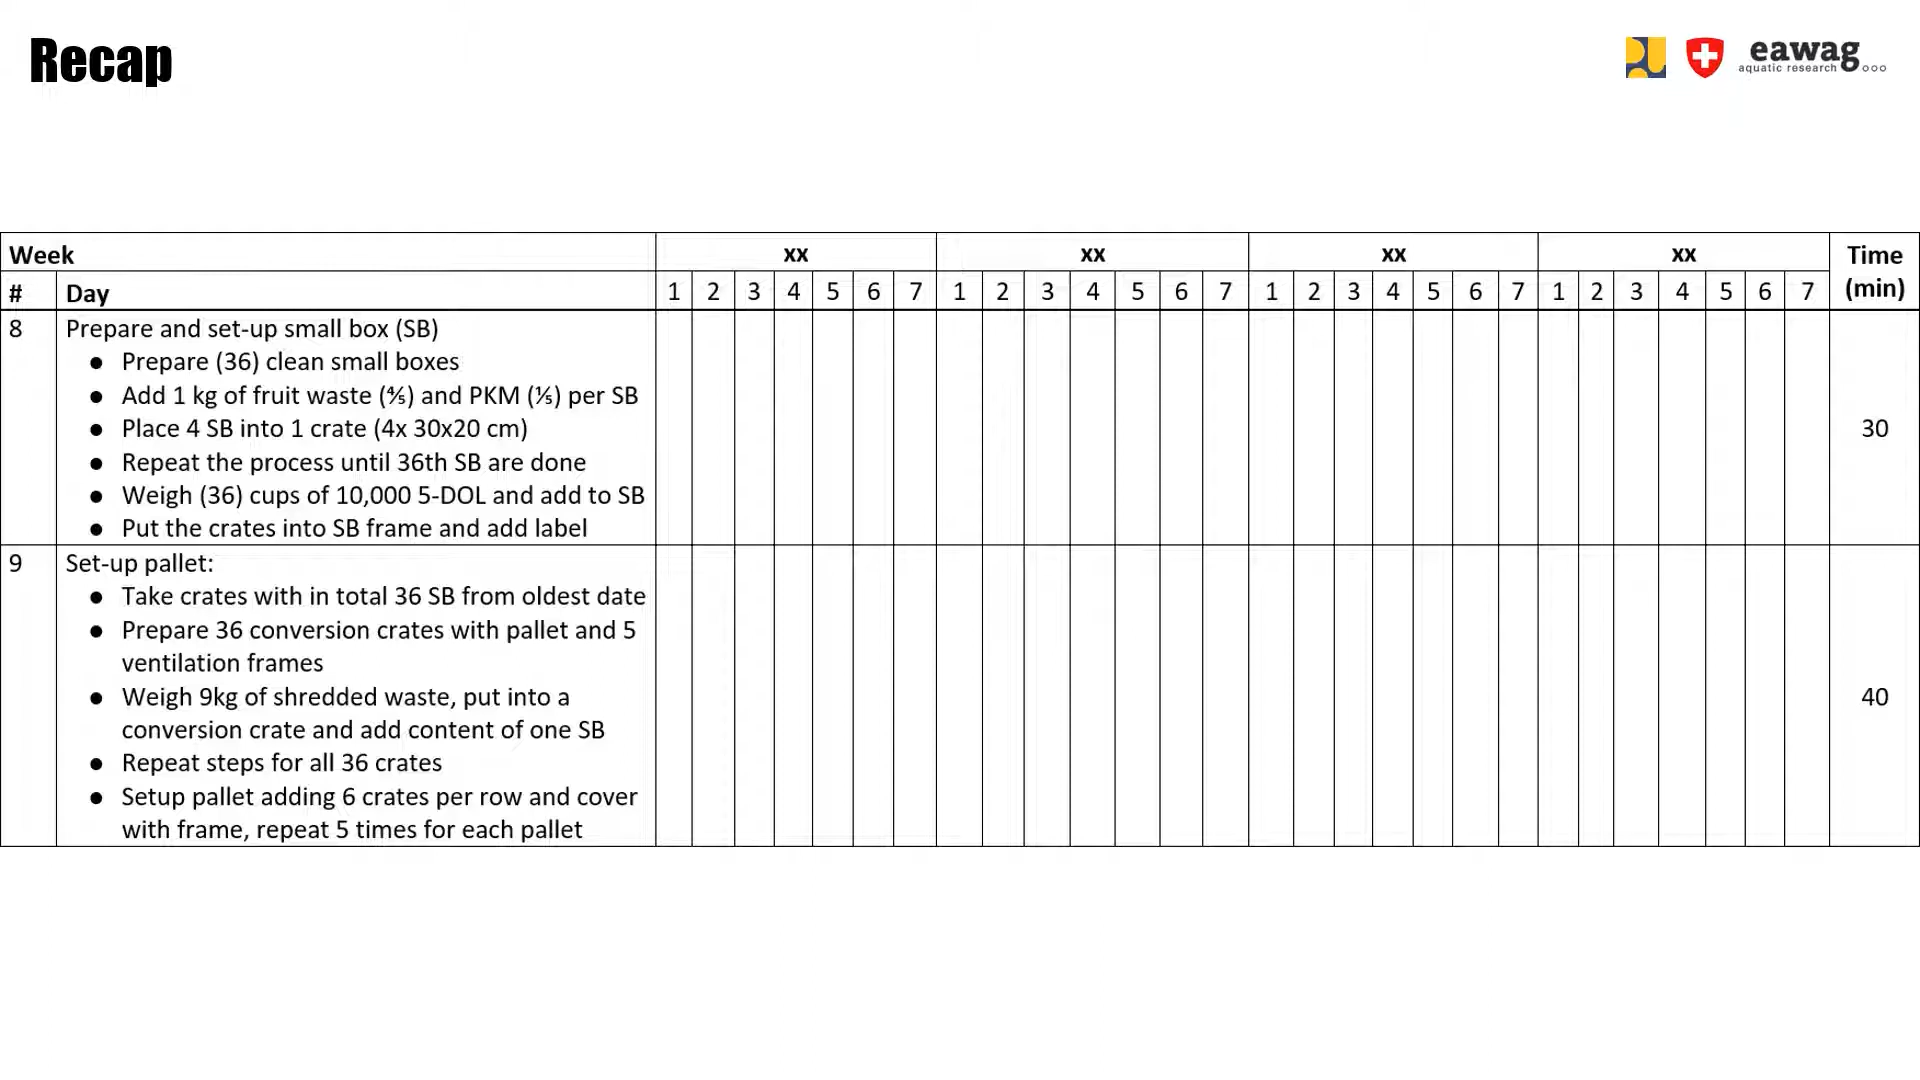 Recap
eawag
aquatic research
Week xx xx xx xx Time
(min)
# Day 1 2 3 4 5 6 7 1 2 3 4 5 6 7 1 2 3 4 5 6 7 1 2 3 4 5 6 7
8 Prepare and set-up small box (SB)
● Prepare (36) clean small boxes
● Add 1 kg of fruit waste (⅘) and PKM (⅕) per SB
● Place 4 SB into 1 crate (4x 30x20 cm)
● Repeat the process until 36th SB are done
● Weigh (36) cups of 10,000 5-DOL and add to SB
● Put the crates into SB frame and add label
30
9 Set-up pallet:
● Take crates with in total 36 SB from oldest date
● Prepare 36 conversion crates with pallet and 5
ventilation frames
● Weigh 9kg of shredded waste, put into a
conversion crate and add content of one SB
● Repeat steps for all 36 crates
● Setup pallet adding 6 crates per row and cover
with frame, repeat 5 times for each pallet
40